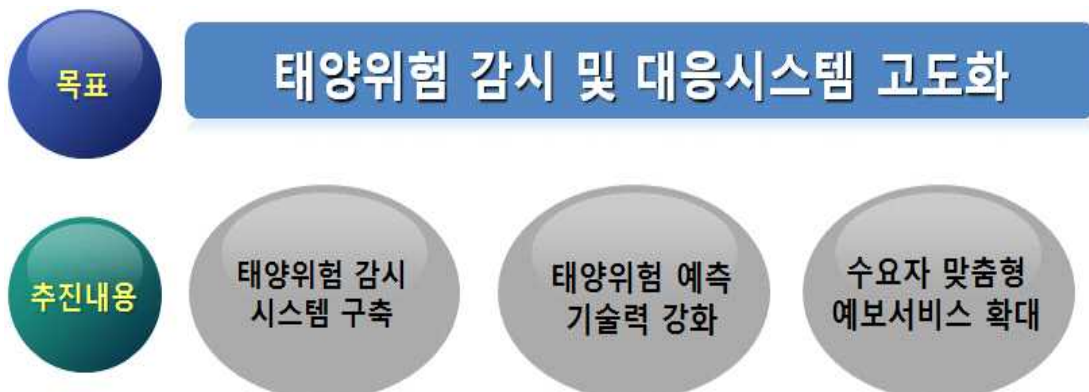 목표
태양위험 감시 및 대응시스템 고도화
추진내용
태양위험 감시
시스템 구축
태양위험 예측
기술력 강화
수요자 맞춤형
예보서비스 확대